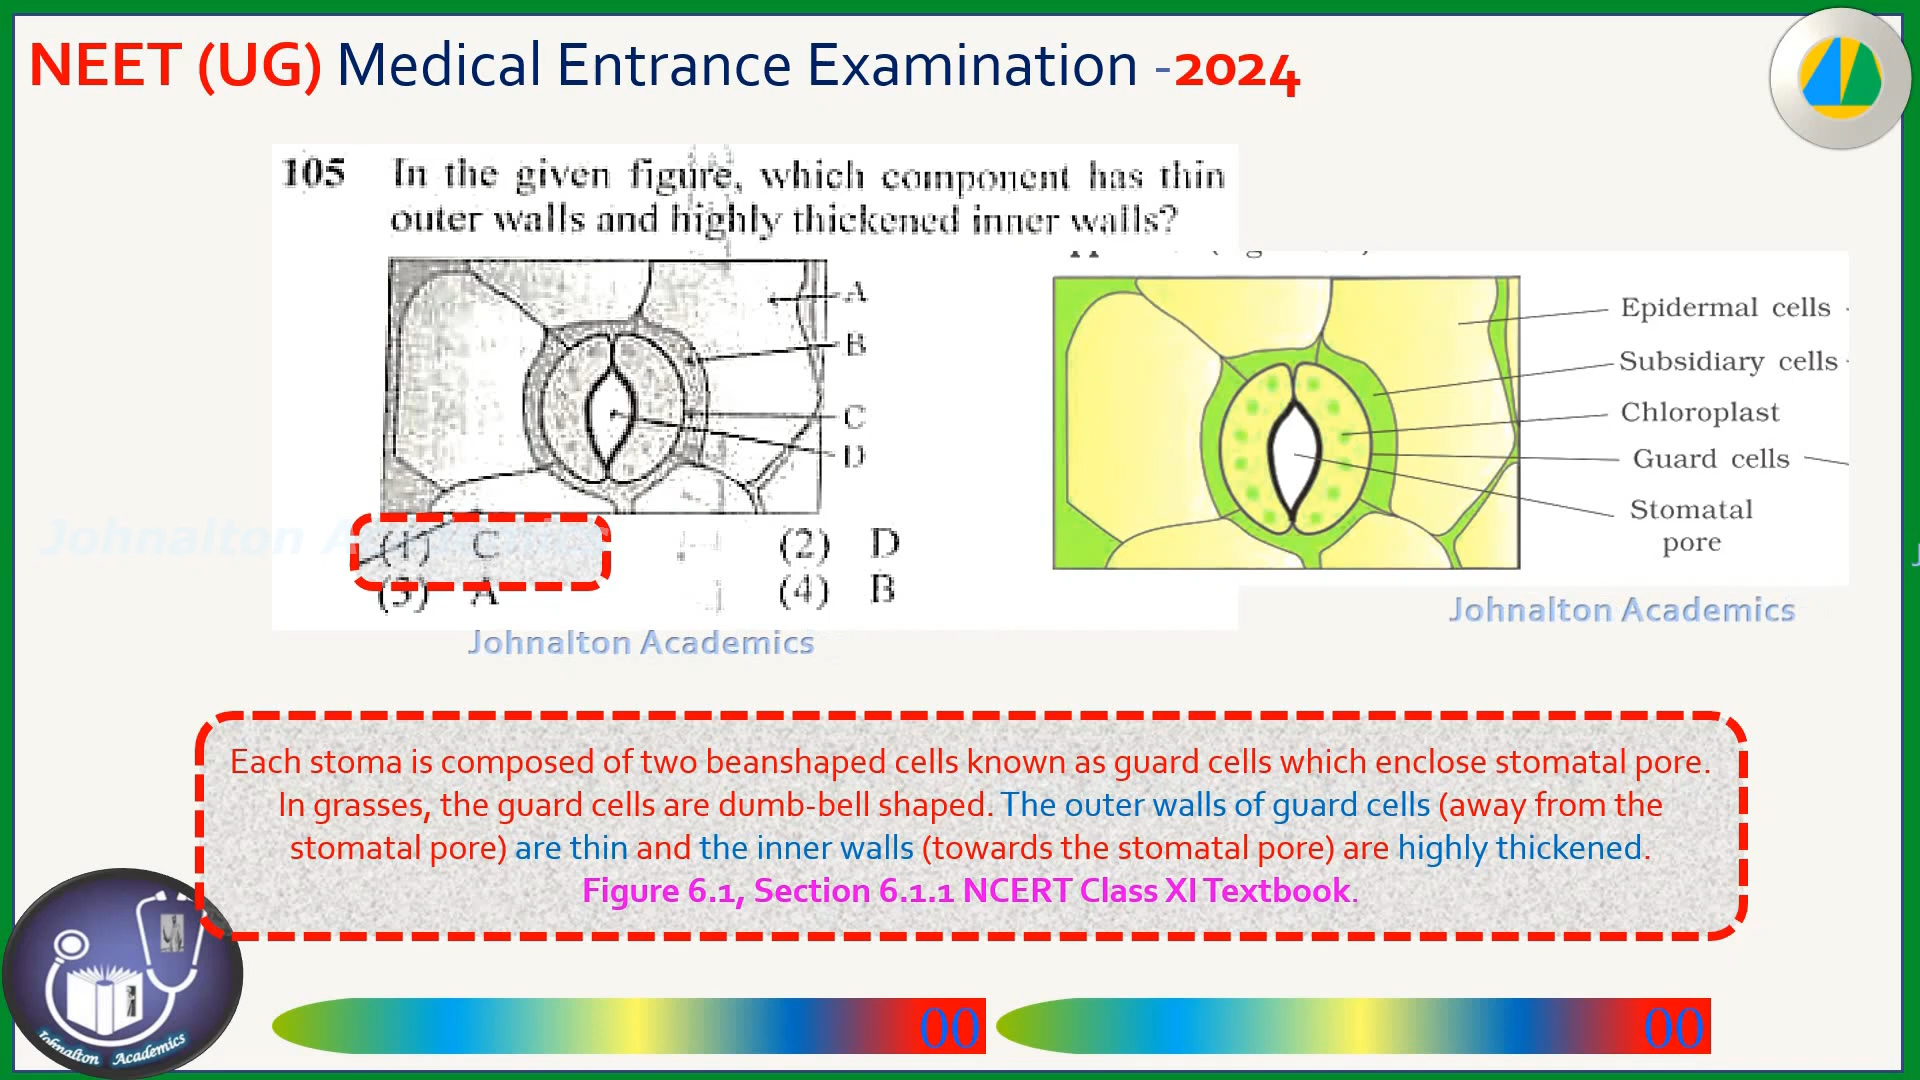 NEET (UG) Medical Entrance Examination -2024
105 In the given figure, which component has thin
outer walls and highly thickened inner walls?
A
B
C
D
(1) C (2) D
(3) A (4) B
Johnalton Academics
Epidermal cells
Subsidiary cells
Chloroplast
Guard cells
Stomatal
pore
Johnalton Academics
Johnalton Academics
Each stoma is composed of two beanshaped cells known as guard cells which enclose stomatal pore.
In grasses, the guard cells are dumb-bell shaped. The outer walls of guard cells (away from the
stomatal pore) are thin and the inner walls (towards the stomatal pore) are highly thickened.
Figure 6.1, Section 6.1.1 NCERT Class XI Textbook.
Johnalton Academics
00 00